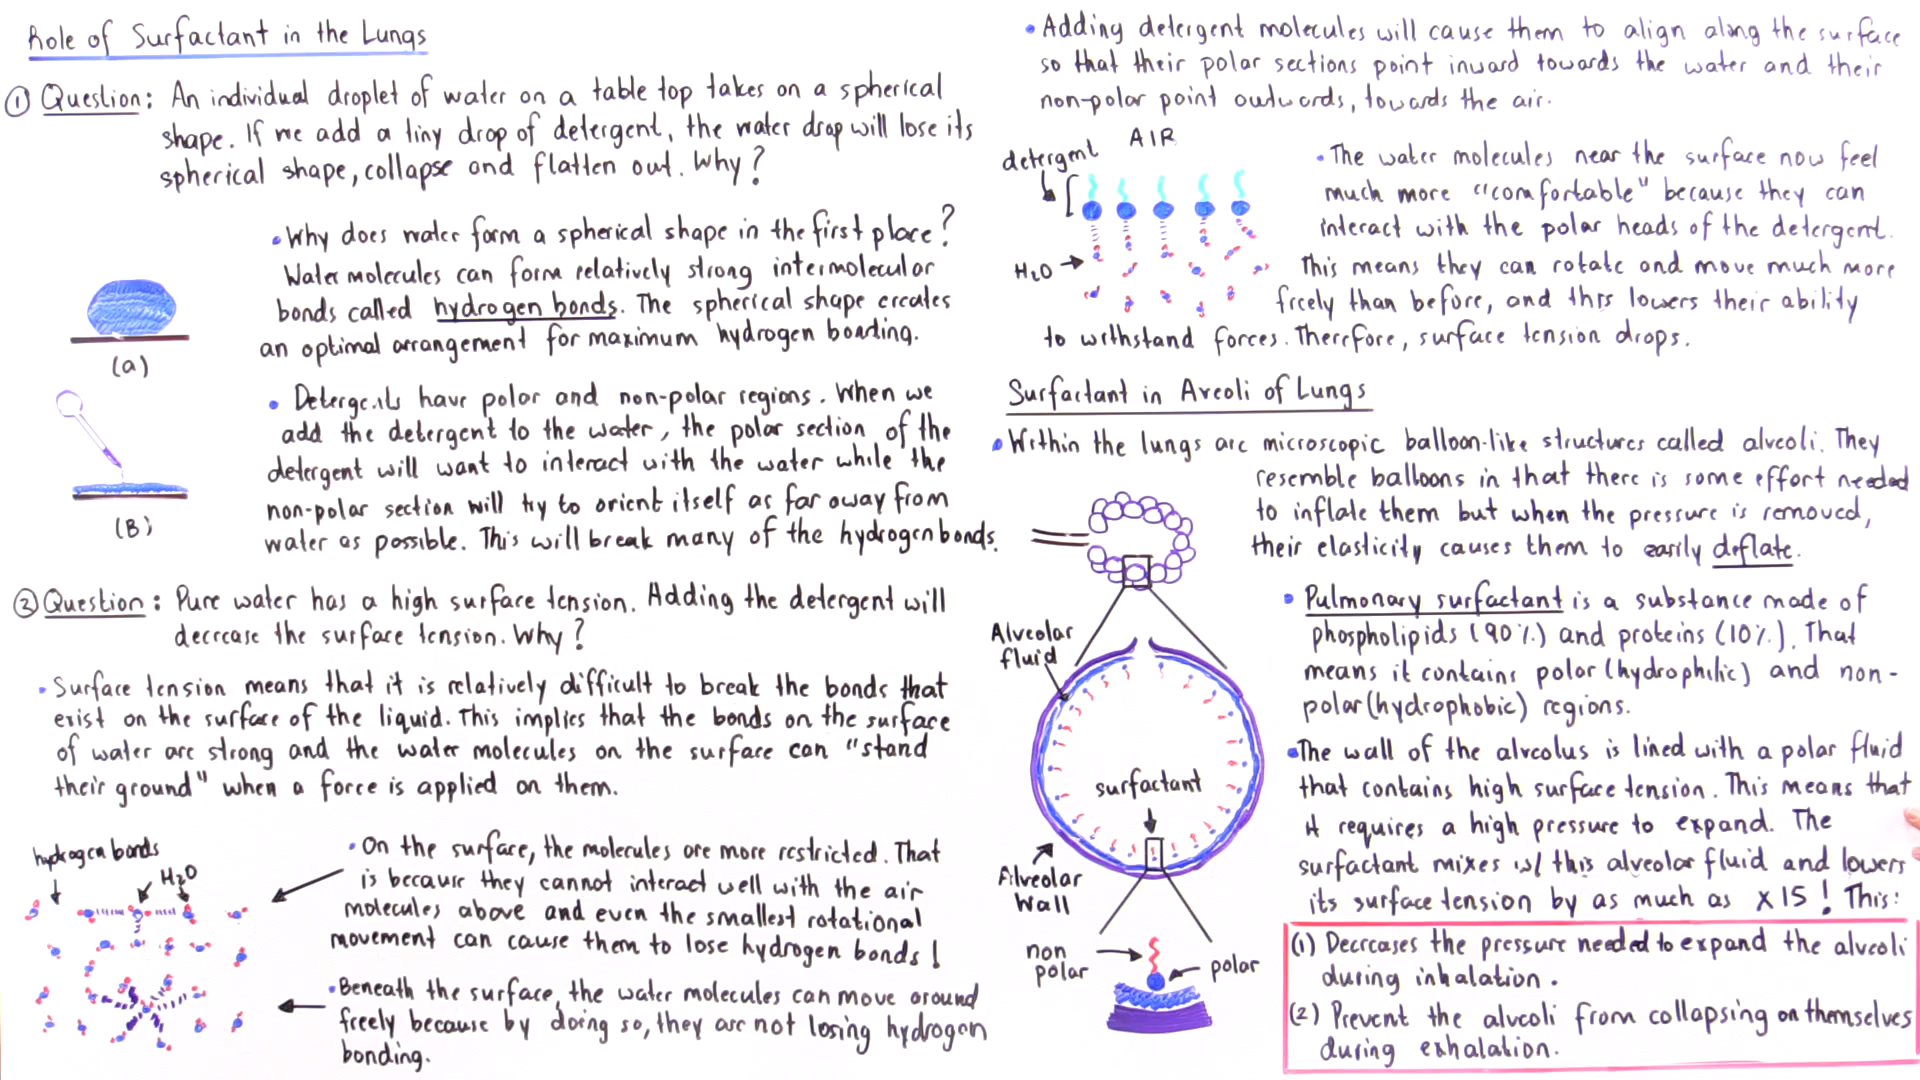 Role of Surfactant in the Lungs
① Question: An individual droplet of water on a table top takes on a spherical
shape. If we add a tiny drop of detergent, the water drop will lose its
spherical shape, collapse and flatten out. Why?
• Why does water form a spherical shape in the first place?
Water molecules can form relatively strong intermolecular
bonds called hydrogen bonds. The spherical shape creates
an optimal arrangement for maximum hydrogen bonding.
(a)
• Detergents have polar and non-polar regions. When we
add the detergent to the water, the polar section of the
detergent will want to interact with the water while the
non-polar section will try to orient itself as far away from
water as possible. This will break many of the hydrogen bonds.
(B)
② Question: Pure water has a high surface tension. Adding the detergent will
decrease the surface tension. Why?
• Surface tension means that it is relatively difficult to break the bonds that
exist on the surface of the liquid. This implies that the bonds on the surface
of water are strong and the water molecules on the surface can "stand
their ground" when a force is applied on them.
hydrogen bonds
H₂O
• On the surface, the molecules are more restricted. That
is because they cannot interact well with the air
molecules above and even the smallest rotational
movement can cause them to lose hydrogen bonds!
• Beneath the surface, the water molecules can move around
freely because by doing so, they are not losing hydrogen
bonding.
• Adding detergent molecules will cause them to align along the surface
so that their polar sections point inward towards the water and their
non-polar point outwards, towards the air.
detergent
AIR
H₂O
• The water molecules near the surface now feel
much more "comfortable" because they can
interact with the polar heads of the detergent.
This means they can rotate and move much more
freely than before, and this lowers their ability
to withstand forces. Therefore, surface tension drops.
Surfactant in Aveoli of Lungs
• Within the lungs are microscopic balloon-like structures called alveoli. They
resemble balloons in that there is some effort needed
to inflate them but when the pressure is removed,
their elasticity causes them to easily deflate.
Alveolar
fluid
surfactant
Alveolar
Wall
non
polar
polar
• Pulmonary surfactant is a substance made of
phospholipids (90%) and proteins (10%). That
means it contains polar (hydrophilic) and non-
polar (hydrophobic) regions.
• The wall of the alveolus is lined with a polar fluid
that contains high surface tension. This means that
it requires a high pressure to expand. The
surfactant mixes w/ this alveolar fluid and lowers
its surface tension by as much as x15! This:
(1) Decreases the pressure needed to expand the alveoli
during inhalation.
(2) Prevent the alveoli from collapsing on themselves
during exhalation.